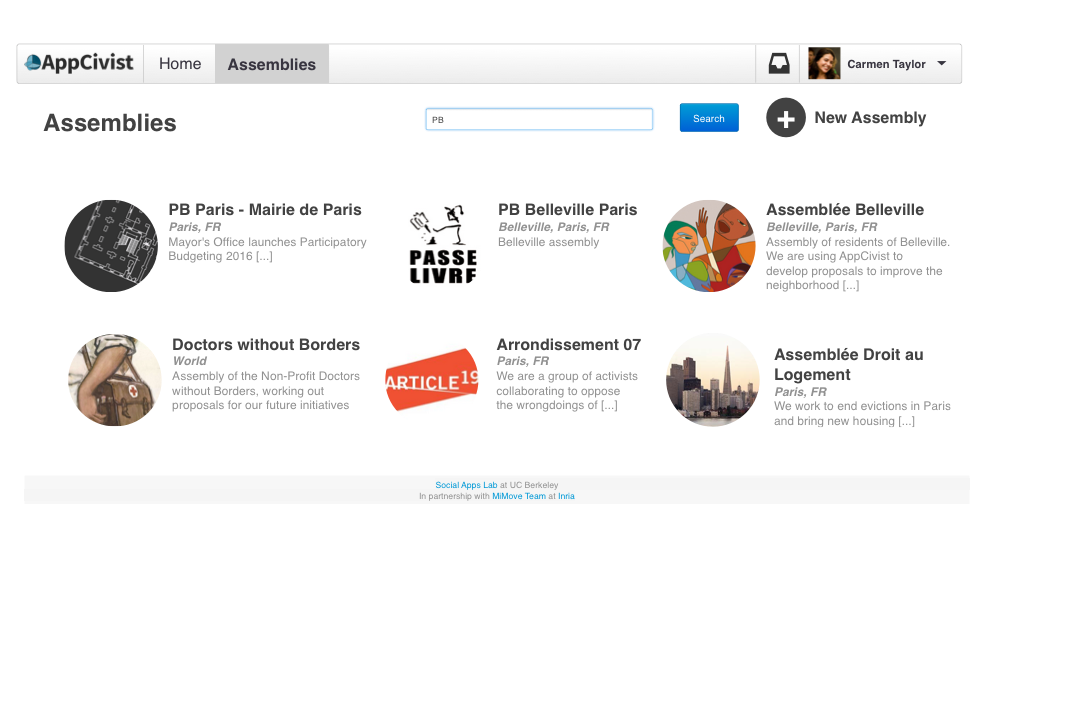 AppCivist
Home
Assemblies
Carmen Taylor
Assemblies
PB
Search
New Assembly
PB Paris - Mairie de Paris
Paris, FR
Mayor's Office launches Participatory
Budgeting 2016 [...]
PASSE
LIVRE
PB Belleville Paris
Belleville, Paris, FR
Belleville assembly
Assemblée Belleville
Belleville, Paris, FR
Assembly of residents of Belleville.
We are using AppCivist to
develop proposals to improve the
neighborhood [...]
Doctors without Borders
World
Assembly of the Non-Profit Doctors
without Borders, working out
proposals for our future initiatives
ARTICLE19
Arrondissement 07
Paris, FR
We are a group of activists
collaborating to oppose
the wrongdoings of [...]
Assemblée Droit au
Logement
Paris, FR
We work to end evictions in Paris
and bring new housing [...]
Social Apps Lab at UC Berkeley
In partnership with MiMove Team at Inria